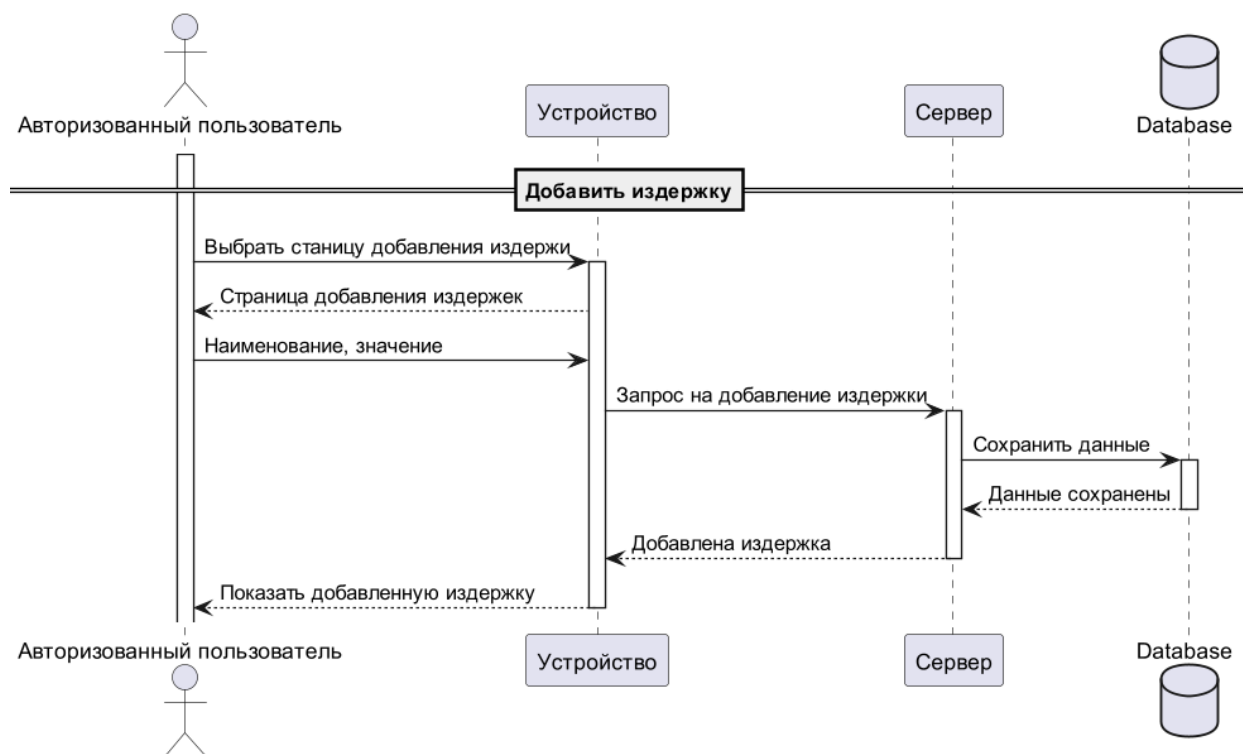 Авторизованный пользователь
Устройство
Сервер
Database
Добавить издержку
Выбрать станицу добавления издержи
Страница добавления издержек
Наименование, значение
Запрос на добавление издержки
Сохранить данные
Данные сохранены
Добавлена издержка
Показать добавленную издержку
Авторизованный пользователь
Устройство
Сервер
Database